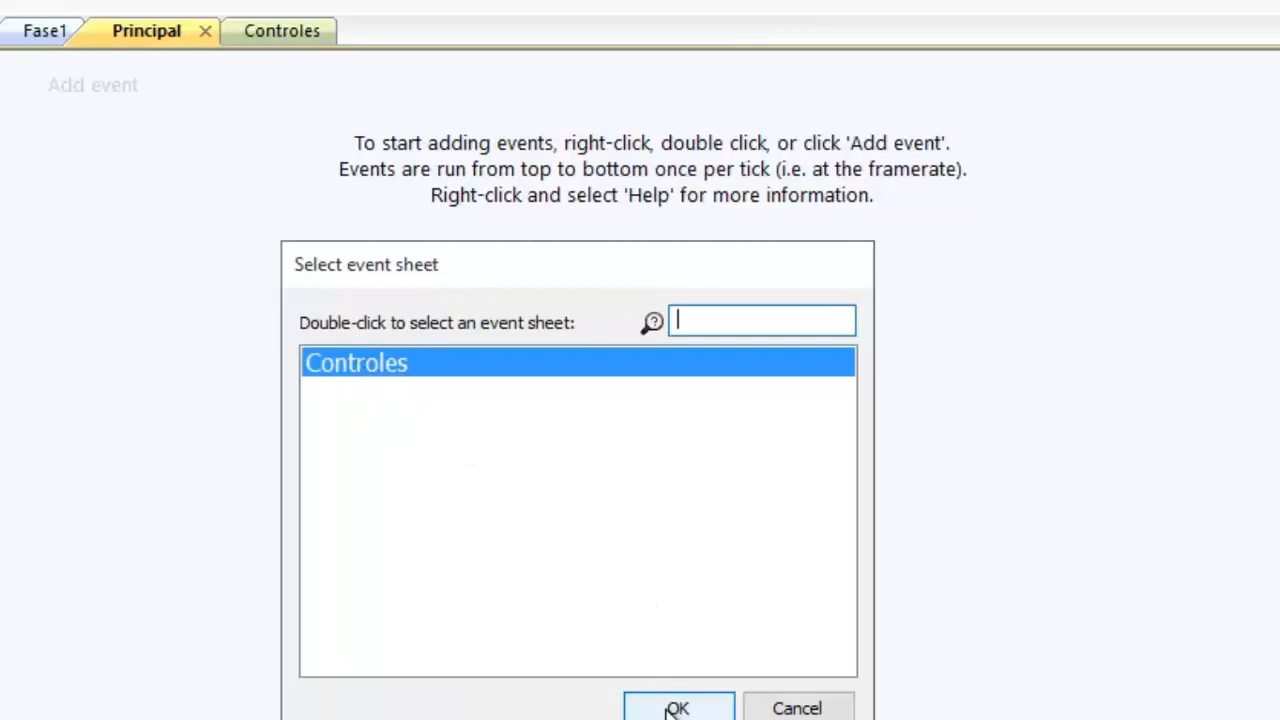 Fase1 Principal Controles
Add event
To start adding events, right-click, double click, or click 'Add event'.
Events are run from top to bottom once per tick (i.e. at the framerate).
Right-click and select 'Help' for more information.
Select event sheet
Double-click to select an event sheet:
Controles
OK Cancel